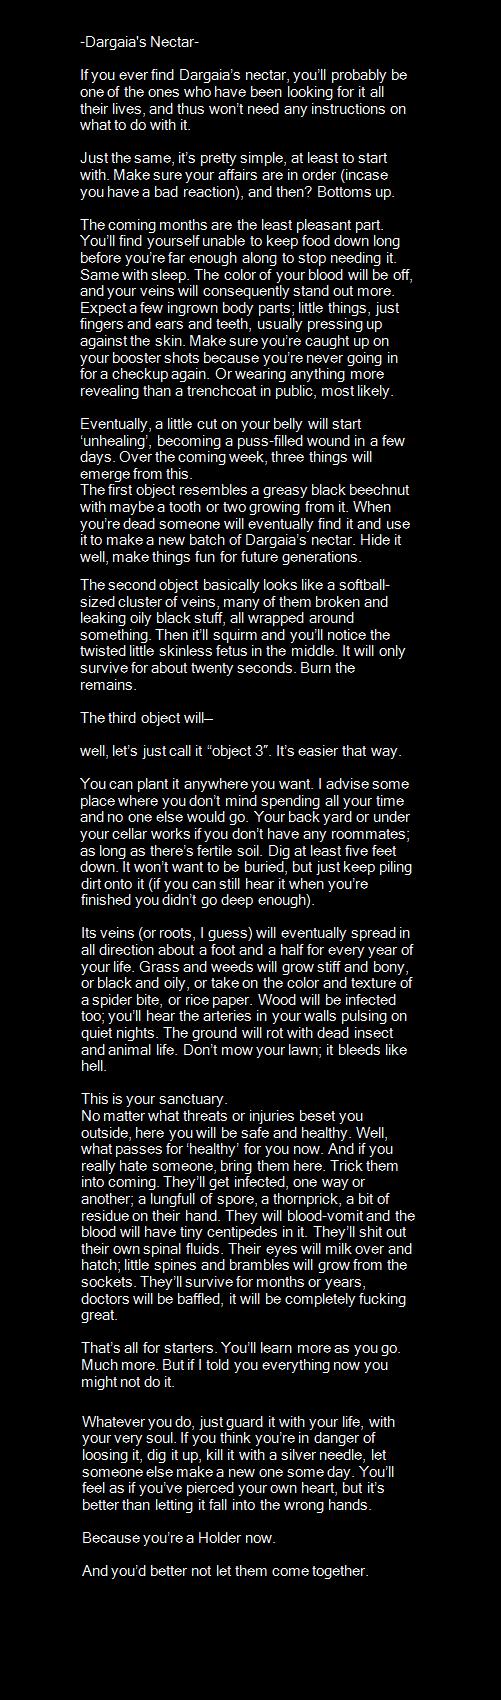 -Dargaia's Nectar-
If you ever find Dargaia's nectar, you'll probably be
one of the ones who have been looking for it all
their lives, and thus won't need any instructions on
what to do with it.
Just the same, it's pretty simple, at least to start
with. Make sure your affairs are in order (incase
you have a bad reaction), and then? Bottoms up.
The coming months are the least pleasant part.
You'll find yourself unable to keep food down long
before you're far enough along to stop needing it.
Same with sleep. The color of your blood will be off,
and your veins will consequently stand out more.
Expect a few ingrown body parts; little things, just
fingers and ears and teeth, usually pressing up
against the skin. Make sure you're caught up on
your booster shots because you're never going in
for a checkup again. Or wearing anything more
revealing than a trenchcoat in public, most likely.
Eventually, a little cut on your belly will start
'unhealing', becoming a puss-filled wound in a few
days. Over the coming week, three things will
emerge from this.
The first object resembles a greasy black beechnut
with maybe a tooth or two growing from it. When
you're dead someone will eventually find it and use
it to make a new batch of Dargaia's nectar. Hide it
well, make things fun for future generations.
The second object basically looks like a softball-
sized cluster of veins, many of them broken and
leaking oily black stuff, all wrapped around
something. Then it'll squirm and you'll notice the
twisted little skinless fetus in the middle. It will only
survive for about twenty seconds. Burn the
remains.
The third object will—
well, let's just call it "object 3″. It's easier that way.
You can plant it anywhere you want. I advise some
place where you don't mind spending all your time
and no one else would go. Your back yard or under
your cellar works if you don't have any roommates;
as long as there's fertile soil. Dig at least five feet
down. It won't want to be buried, but just keep piling
dirt onto it (if you can still hear it when you're
finished you didn't go deep enough).
Its veins (or roots, I guess) will eventually spread in
all direction about a foot and a half for every year of
your life. Grass and weeds will grow stiff and bony,
or black and oily, or take on the color and texture of
a spider bite, or rice paper. Wood will be infected
too; you'll hear the arteries in your walls pulsing on
quiet nights. The ground will rot with dead insect
and animal life. Don't mow your lawn; it bleeds like
hell.
This is your sanctuary.
No matter what threats or injuries beset you
outside, here you will be safe and healthy. Well,
what passes for 'healthy' for you now. And if you
really hate someone, bring them here. Trick them
into coming. They'll get infected, one way or
another; a lungfull of spore, a thornprick, a bit of
residue on their hand. They will blood-vomit and the
blood will have tiny centipedes in it. They'll shit out
their own spinal fluids. Their eyes will milk over and
hatch; little spines and brambles will grow from the
sockets. They'll survive for months or years,
doctors will be baffled, it will be completely fucking
great.
That's all for starters. You'll learn more as you go.
Much more. But if I told you everything now you
might not do it.
Whatever you do, just guard it with your life, with
your very soul. If you think you're in danger of
loosing it, dig it up, kill it with a silver needle, let
someone else make a new one some day. You'll
feel as if you've pierced your own heart, but it's
better than letting it fall into the wrong hands.
Because you're a Holder now.
And you'd better not let them come together.